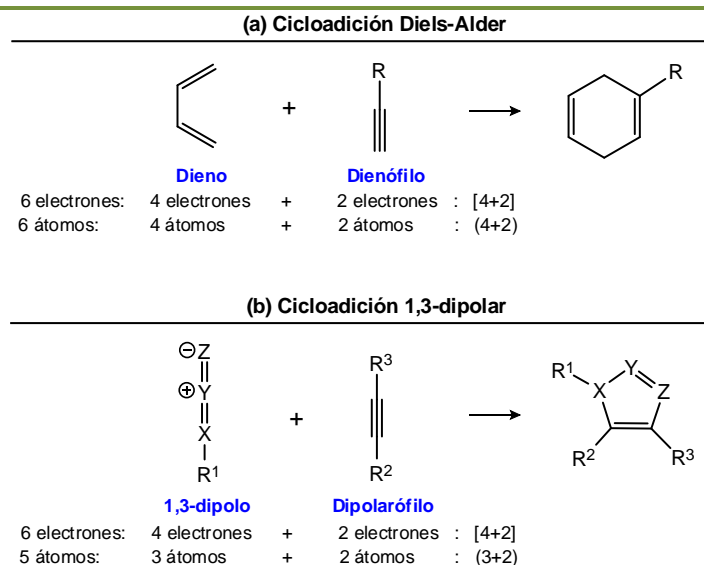 (a) Cicloadición Diels-Alder
R
+
R
Dieno
Dienófilo
6 electrones: 4 electrones + 2 electrones : [4+2]
6 átomos: 4 átomos + 2 átomos : (4+2)
(b) Cicloadición 1,3-dipolar
⊖Z
⊕Y
X
R¹
+
R³
R²
R¹
X
Y
Z
R²
R³
1,3-dipolo
Dipolarófilo
6 electrones: 4 electrones + 2 electrones : [4+2]
5 átomos: 3 átomos + 2 átomos : (3+2)